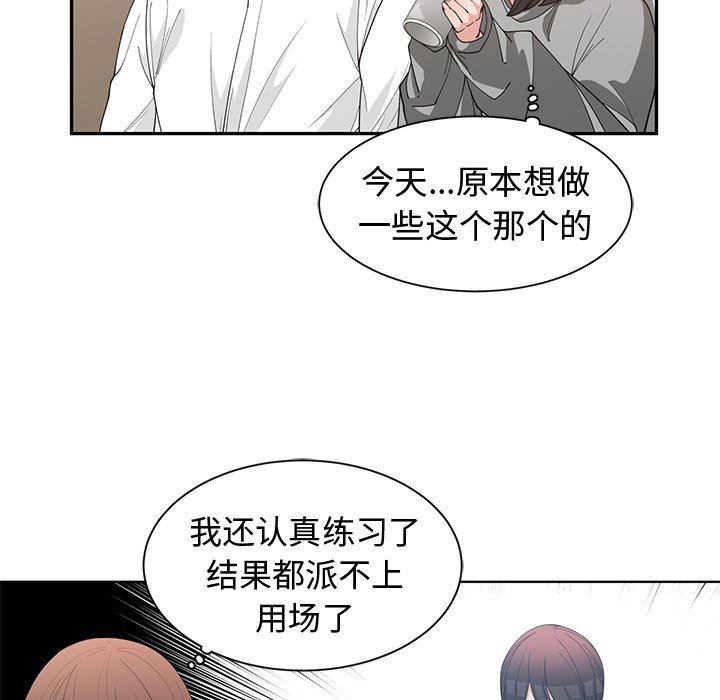 今天...原本想做
一些这个那个的
我还认真练习了
结果都派不上
用场了